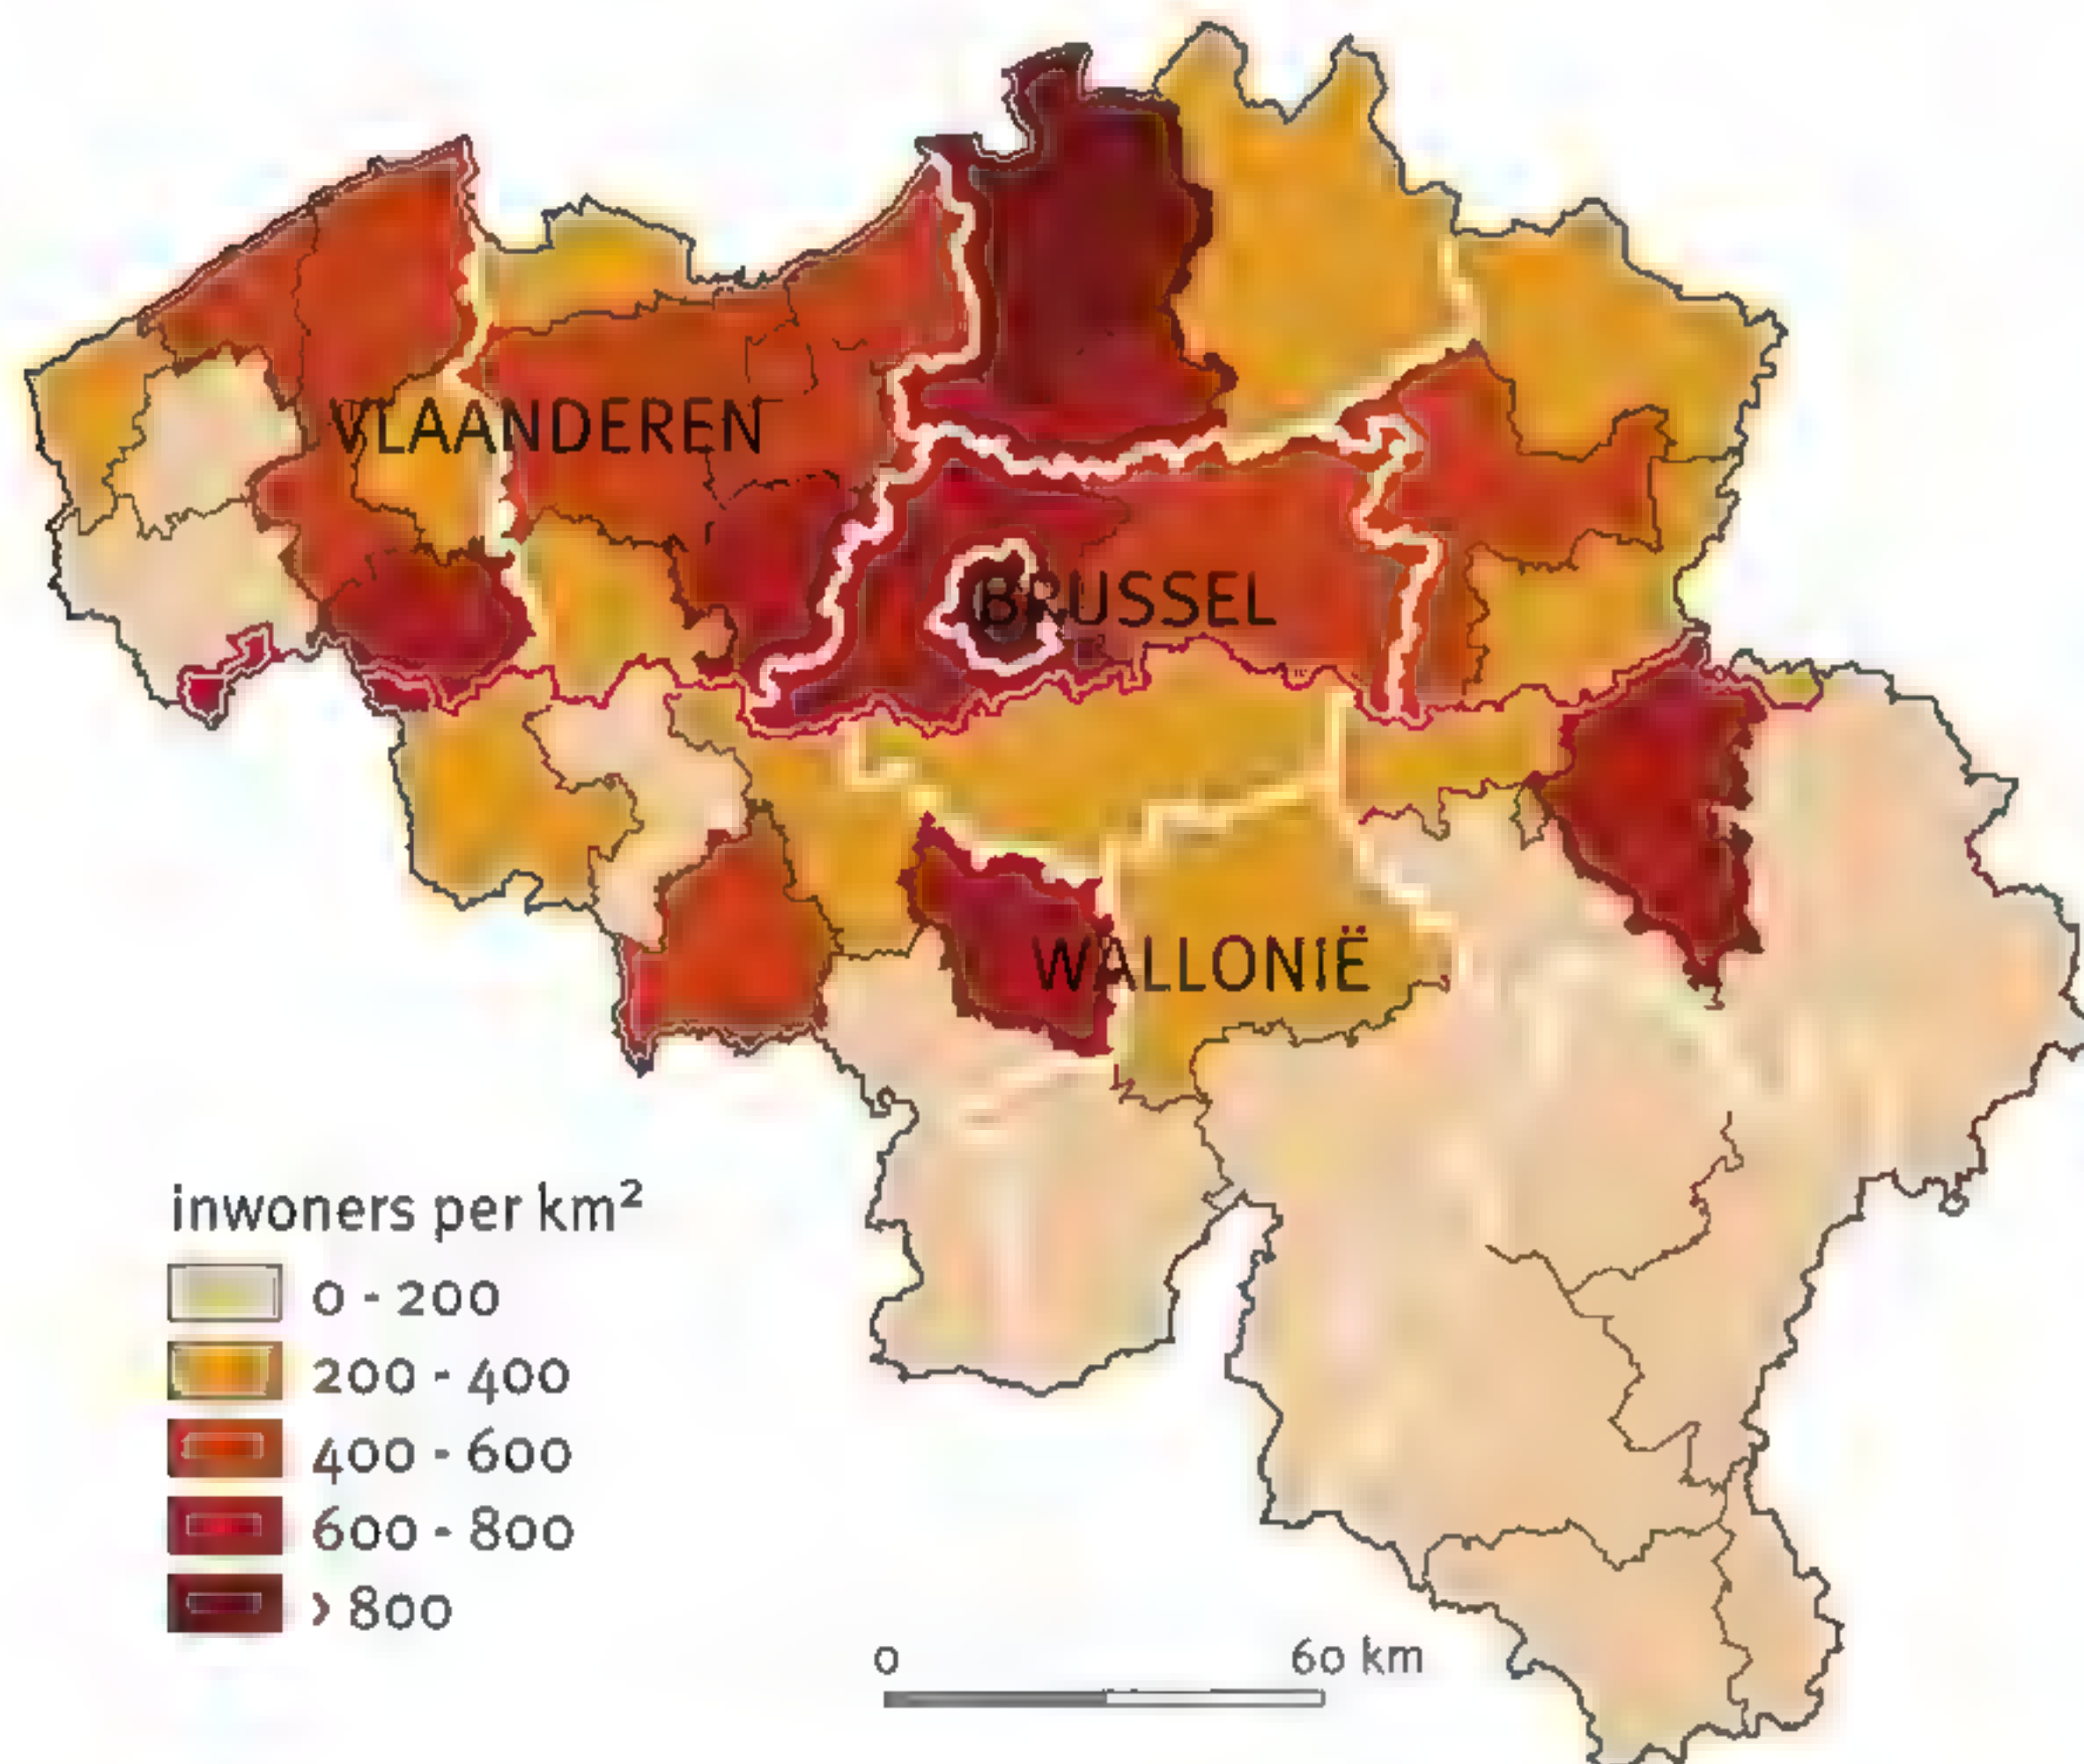 VLAANDEREN
BRUSSEL
WALLONIË
inwoners per km²
0 - 200
200 - 400
400 - 600
600 - 800
> 800
0 60 km